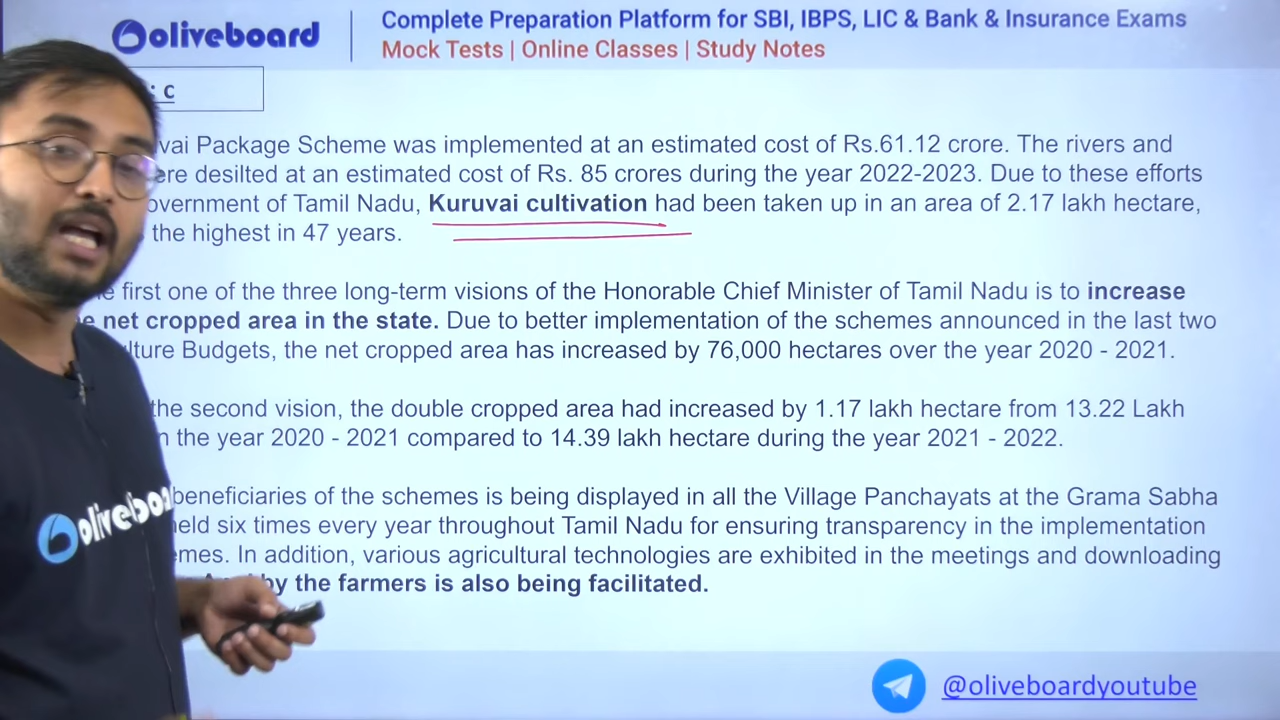 oliveboard
Complete Preparation Platform for SBI, IBPS, LIC & Bank & Insurance Exams
Mock Tests | Online Classes | Study Notes
: c
vai Package Scheme was implemented at an estimated cost of Rs.61.12 crore. The rivers and
ere desilted at an estimated cost of Rs. 85 crores during the year 2022-2023. Due to these efforts
overnment of Tamil Nadu, Kuruvai cultivation had been taken up in an area of 2.17 lakh hectare,
the highest in 47 years.
e first one of the three long-term visions of the Honorable Chief Minister of Tamil Nadu is to increase
e net cropped area in the state. Due to better implementation of the schemes announced in the last two
ulture Budgets, the net cropped area has increased by 76,000 hectares over the year 2020 - 2021.
the second vision, the double cropped area had increased by 1.17 lakh hectare from 13.22 Lakh
n the year 2020 - 2021 compared to 14.39 lakh hectare during the year 2021 - 2022.
beneficiaries of the schemes is being displayed in all the Village Panchayats at the Grama Sabha
held six times every year throughout Tamil Nadu for ensuring transparency in the implementation
emes. In addition, various agricultural technologies are exhibited in the meetings and downloading
by the farmers is also being facilitated.
oliveboard
@oliveboardyoutube